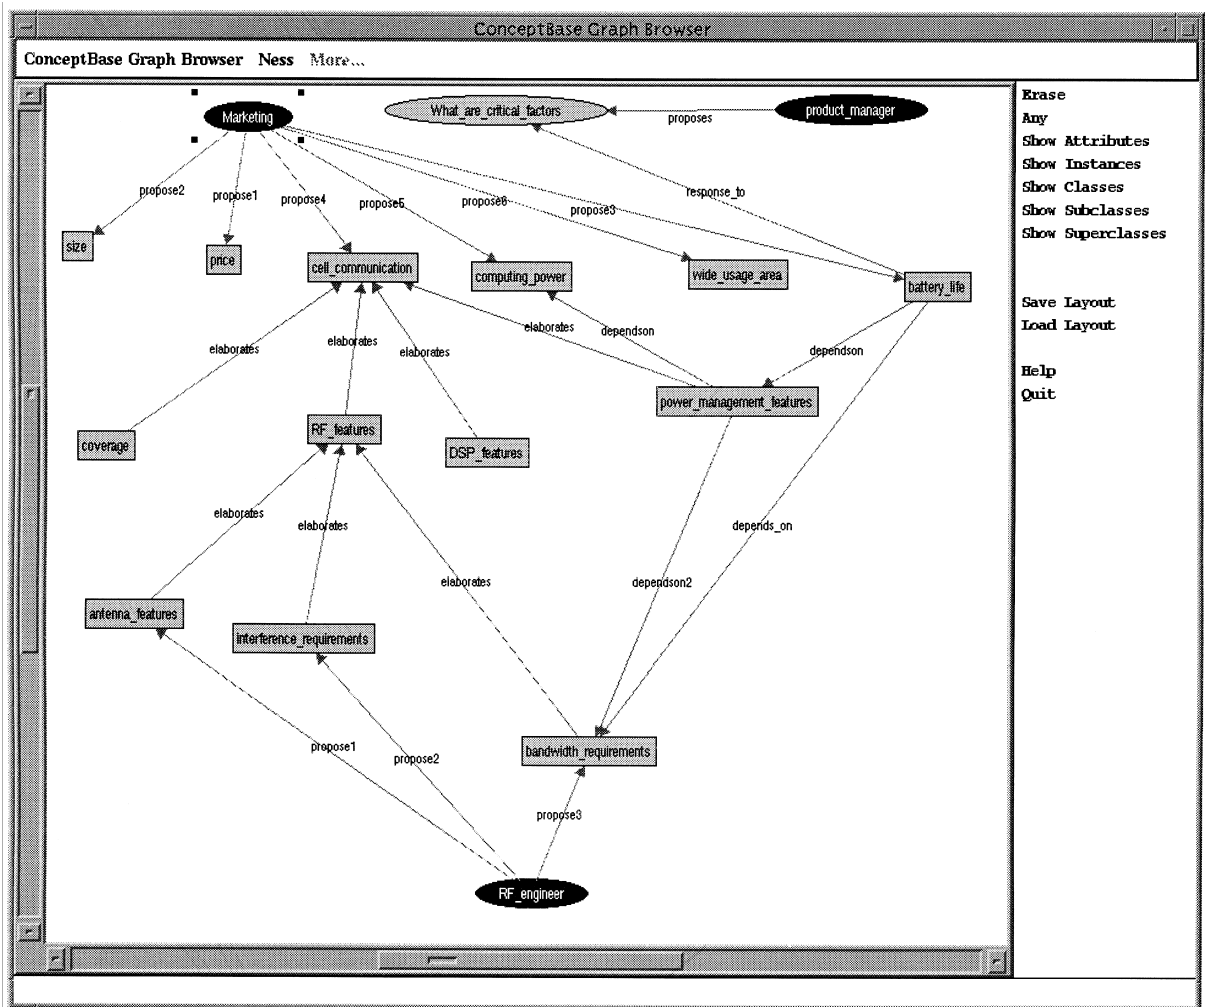 ConceptBase Graph Browser
ConceptBase Graph Browser Ness More...
Marketing
What_are_critical_factors
product_manager
proposes
Erase
Any
Show Attributes
Show Instances
Show Classes
Show Subclasses
Show Superclasses
Save Layout
Load Layout
Help
Quit
propose2
propose1
propose4
propose5
propose6
propose3
response_to
size
price
cell_communication
computing_power
wide_usage_area
battery_life
elaborates
elaborates
elaborates
elaborates
dependson
dependson
power_management_features
coverage
RF_features
DSP_features
elaborates
elaborates
elaborates
dependson2
depends_on
antenna_features
interference_requirements
bandwidth_requirements
propose1
propose2
propose3
RF_engineer